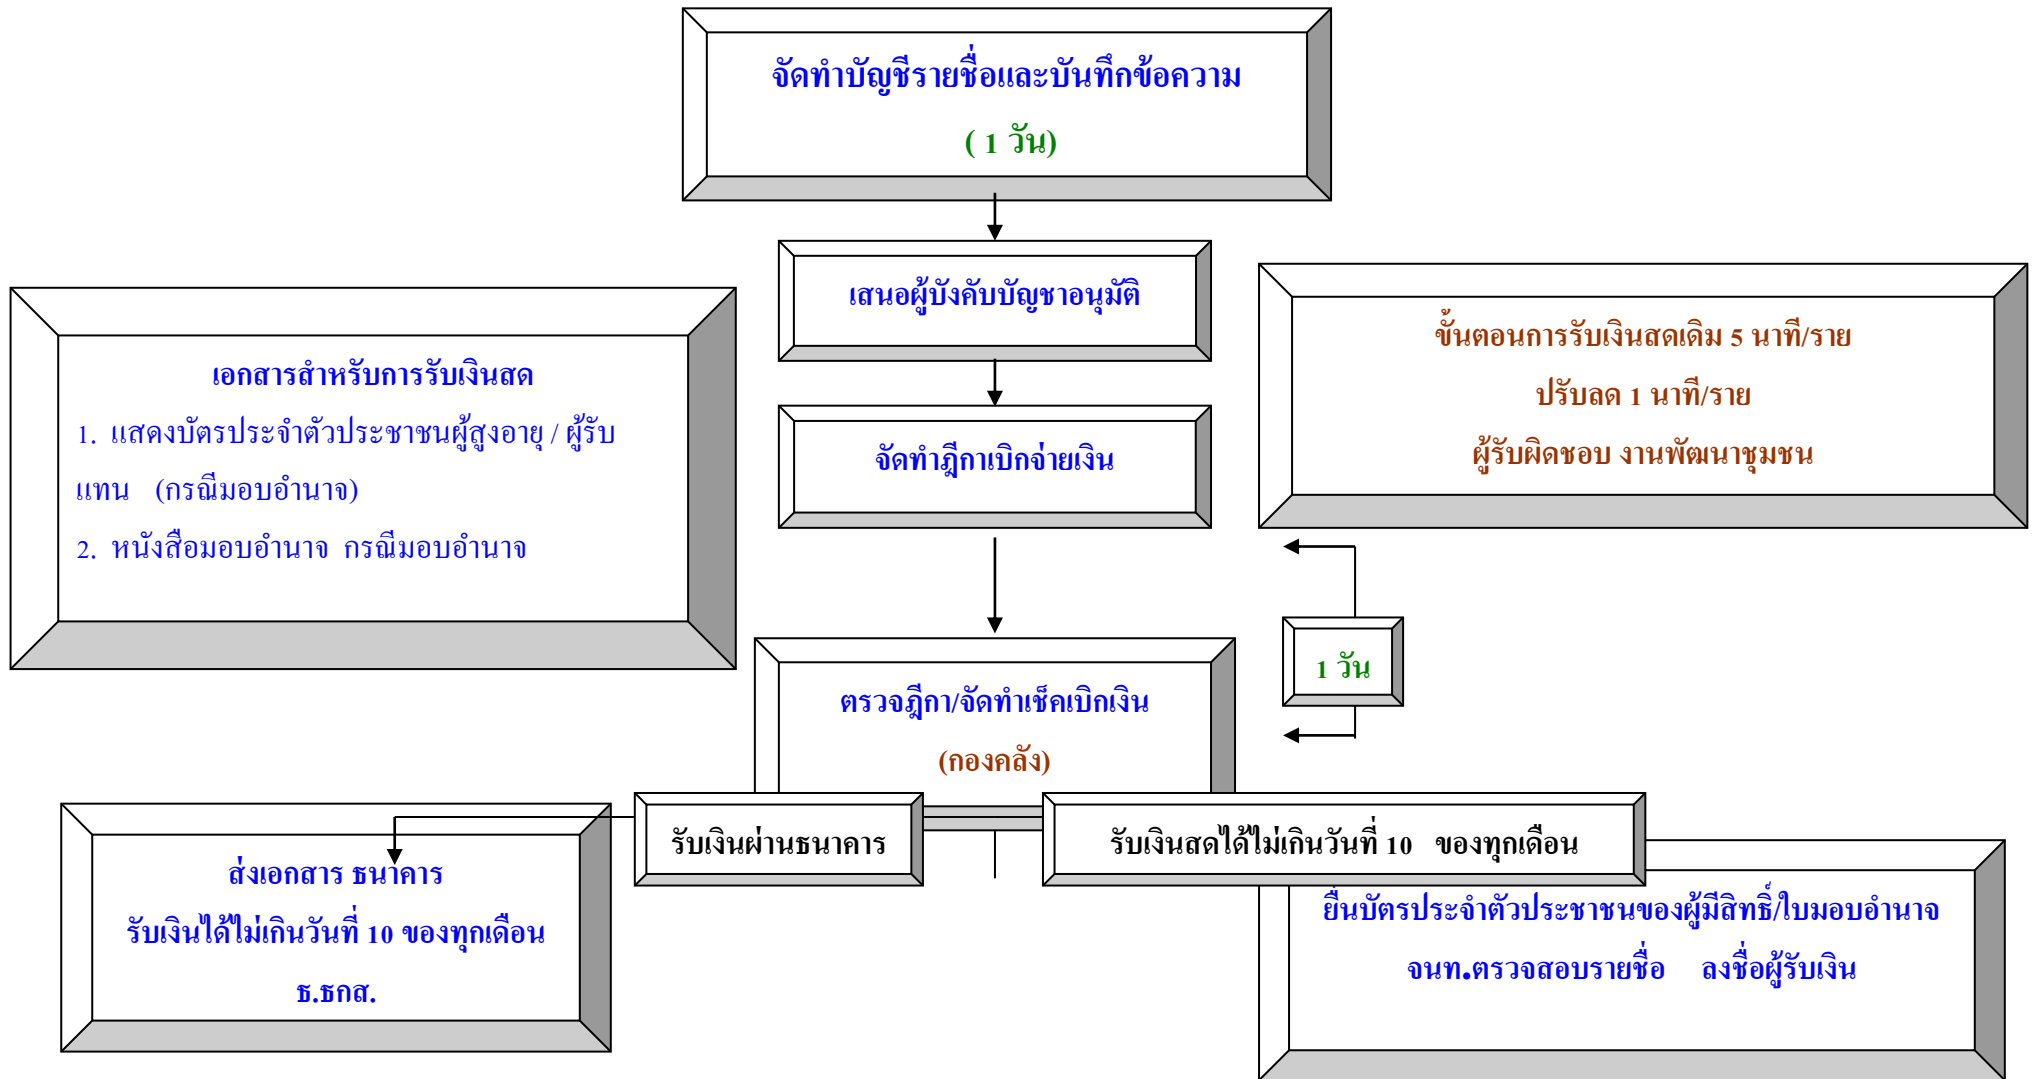 จัดทำบัญชีรายชื่อและบันทึกข้อความ
( 1 วัน)
เสนอผู้บังคับบัญชาอนุมัติ
เอกสารสำหรับการรับเงินสด
1. แสดงบัตรประจำตัวประชาชนผู้สูงอายุ / ผู้รับ
แทน (กรณีมอบอำนาจ)
2. หนังสือมอบอำนาจ กรณีมอบอำนาจ
จัดทำฎีกาเบิกจ่ายเงิน
ขั้นตอนการรับเงินสดเดิม 5 นาที/ราย
ปรับลด 1 นาที/ราย
ผู้รับผิดชอบ งานพัฒนาชุมชน
1 วัน
ตรวจฎีกา/จัดทำเช็คเบิกเงิน
(กองคลัง)
รับเงินผ่านธนาคาร
รับเงินสดได้ไม่เกินวันที่ 10 ของทุกเดือน
ส่งเอกสาร ธนาคาร
รับเงินได้ไม่เกินวันที่ 10 ของทุกเดือน
ธ.ธกส.
ยื่นบัตรประจำตัวประชาชนของผู้มีสิทธิ์/ใบมอบอำนาจ
จนท.ตรวจสอบรายชื่อ ลงชื่อผู้รับเงิน